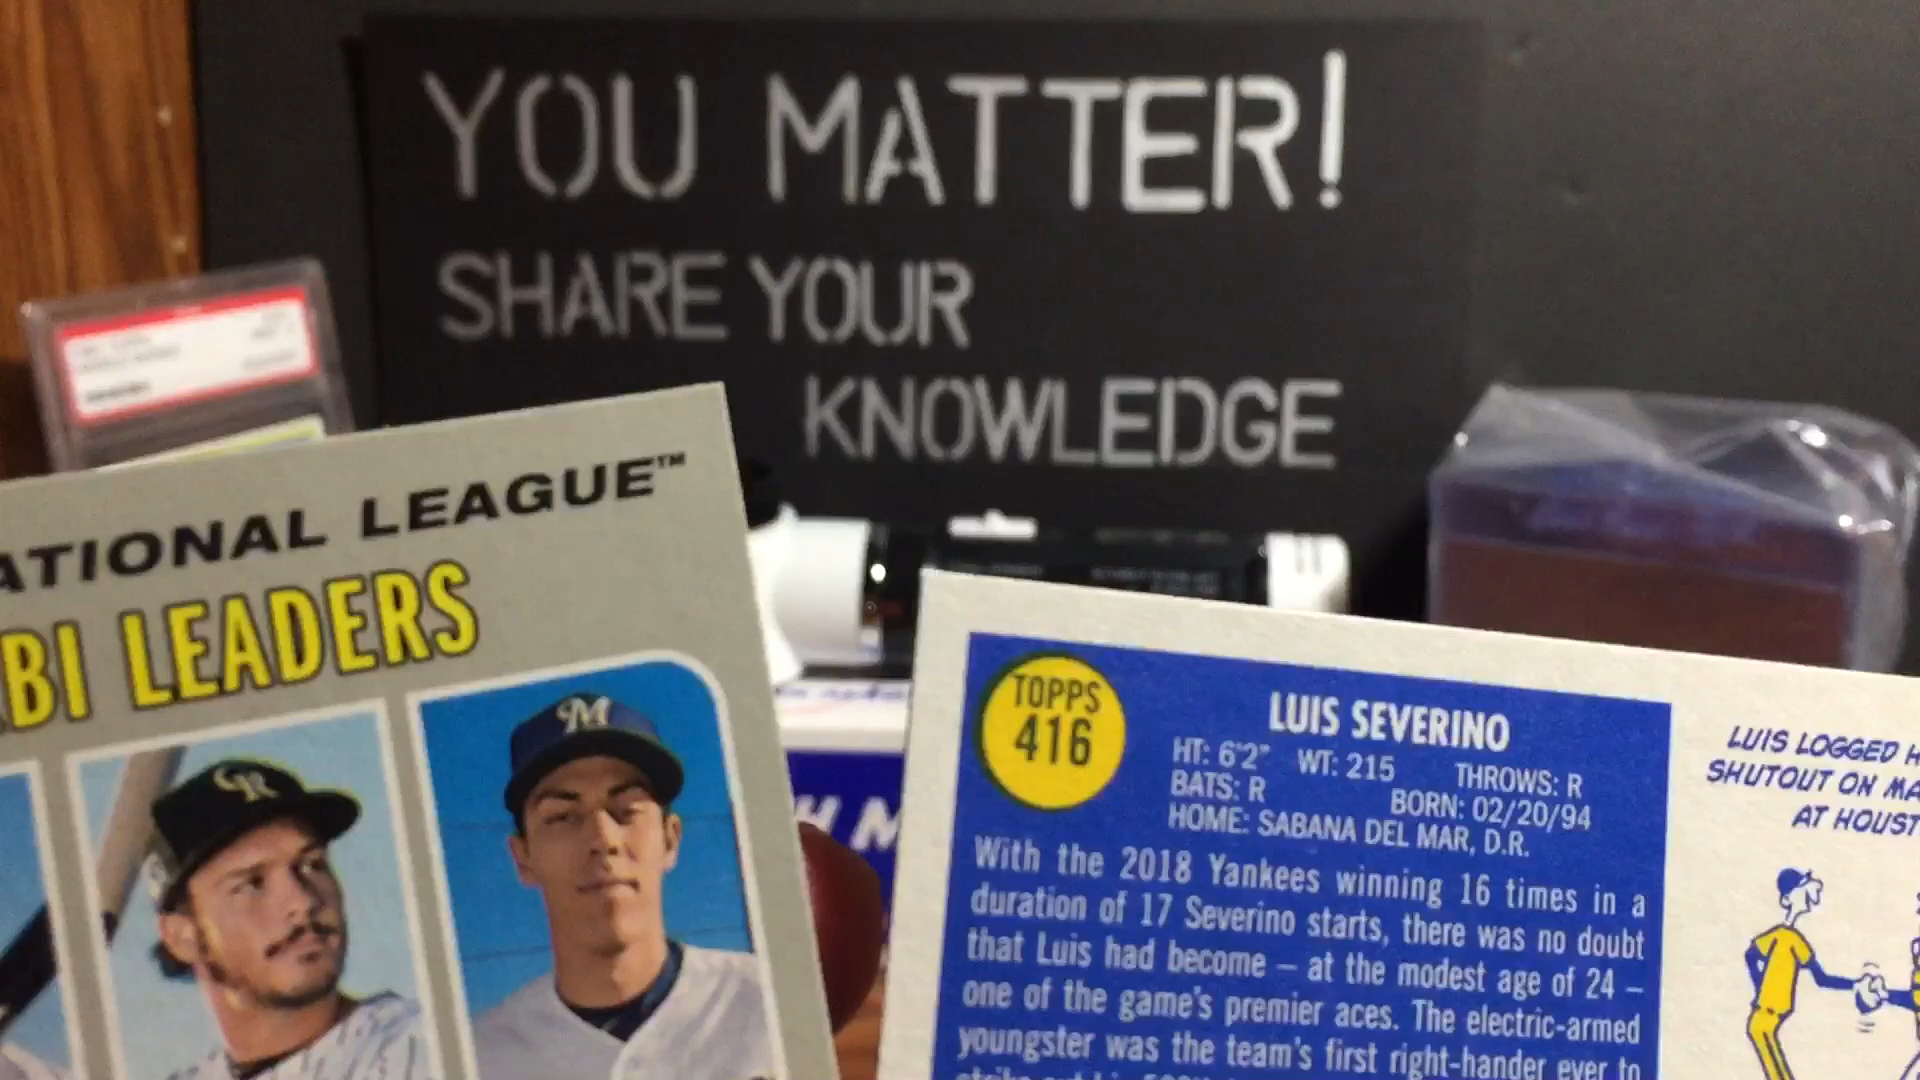 YOU MATTER!
SHARE YOUR
KNOWLEDGE
ATIONAL LEAGUE™
BI LEADERS
CR
M
H M
TOPPS
416
LUIS SEVERINO
HT: 6'2" WT: 215 THROWS: R
BATS: R BORN: 02/20/94
HOME: SABANA DEL MAR, D.R.
With the 2018 Yankees winning 16 times in a
duration of 17 Severino starts, there was no doubt
that Luis had become – at the modest age of 24 –
one of the game's premier aces. The electric-armed
youngster was the team's first right-hander ever to
LUIS LOGGED H
SHUTOUT ON MA
AT HOUST